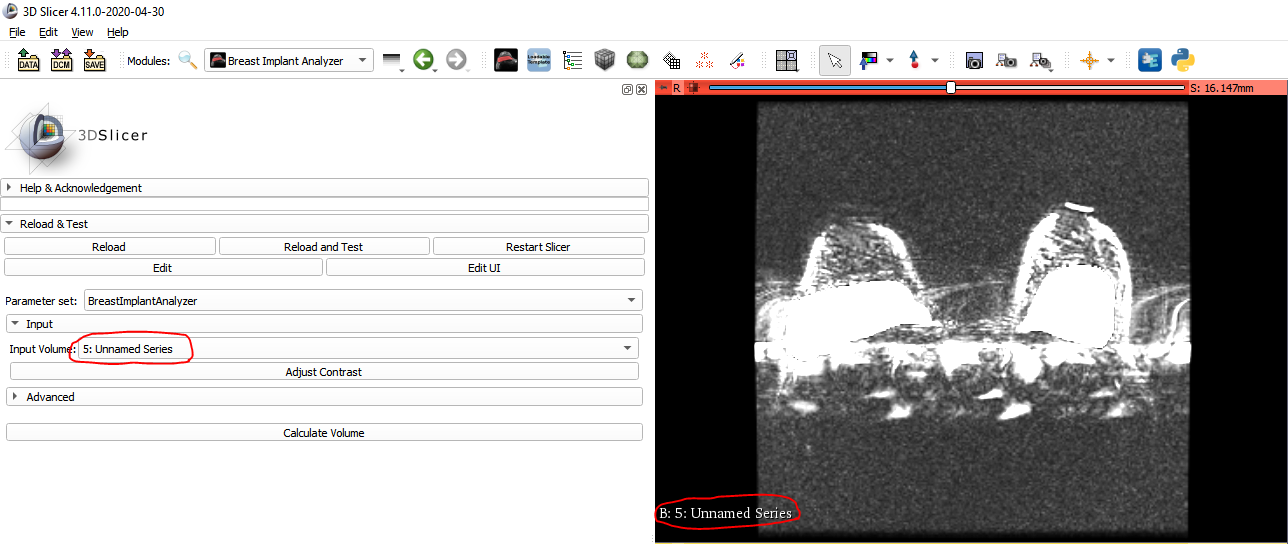 3D Slicer 4.11.0-2020-04-30
File Edit View Help
DATA DCM SAVE Modules: Breast Implant Analyzer Loadable Template
R S: 16.147mm
3DSlicer
Help & Acknowledgement
Reload & Test
Reload Reload and Test Restart Slicer
Edit Edit UI
Parameter set: BreastImplantAnalyzer
Input
Input Volume: 5: Unnamed Series
Adjust Contrast
Advanced
Calculate Volume
B: 5: Unnamed Series